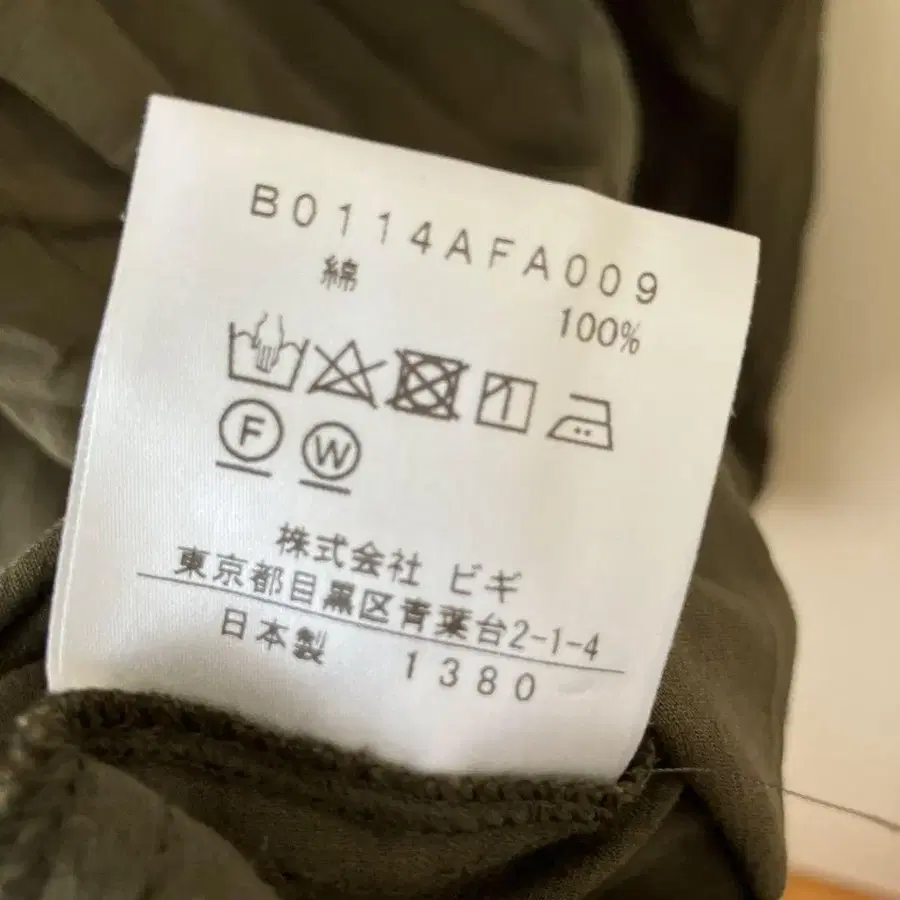 B0114AFA009
綿
100%
F W
株式会社 ビギ
東京都目黒区青葉台2-1-4
日本製 1380